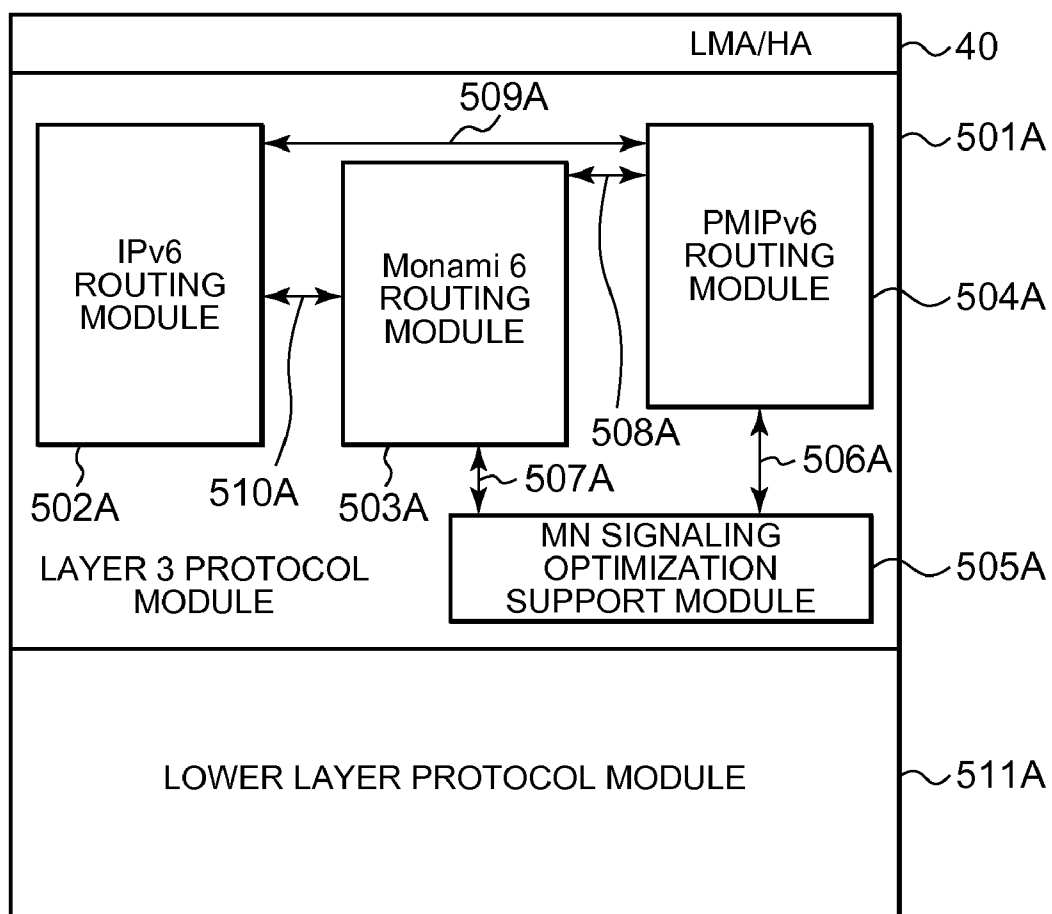 LMA/HA
40
509A
501A
IPv6
ROUTING
MODULE
Monami 6
ROUTING
MODULE
PMIPv6
ROUTING
MODULE
504A
508A
506A
502A
510A
503A
507A
LAYER 3 PROTOCOL
MODULE
MN SIGNALING
OPTIMIZATION
SUPPORT MODULE
505A
LOWER LAYER PROTOCOL MODULE
511A